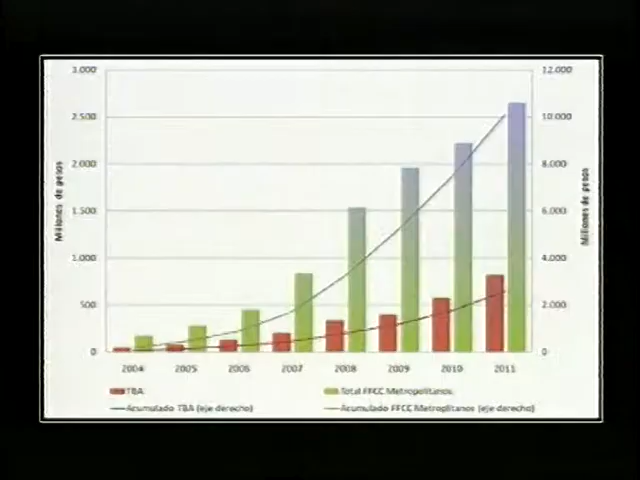 3.000 12.000
2.500 10.000
2.000 8.000
1.500 6.000
1.000 4.000
500 2.000
0 0
Millones de pesos
Millones de pesos
2004 2005 2006 2007 2008 2009 2010 2011
TBA Total FFCC Metropolitanos
Acumulado TBA (eje derecho) Acumulado FFCC Metroplitanos (eje derecho)